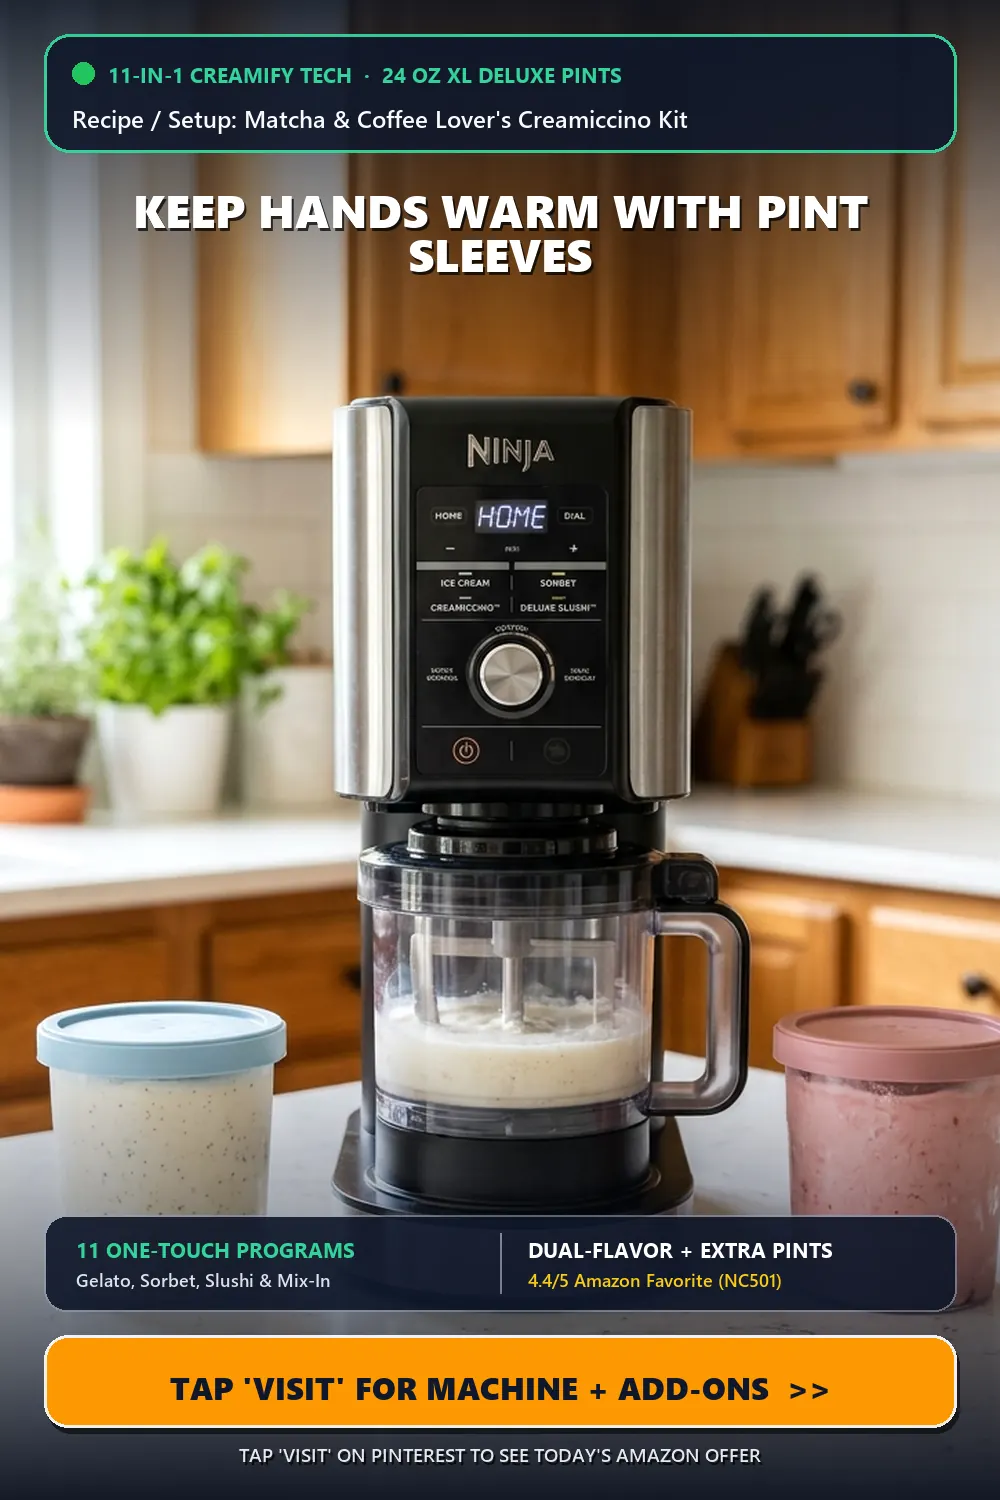 11-IN-1 CREAMIFY TECH · 24 OZ XL DELUXE PINTS
Recipe / Setup: Matcha & Coffee Lover's Creamiccino Kit
KEEP HANDS WARM WITH PINT
SLEEVES
NINJA
HOME HOME DIAL
− +
ICE CREAM SORBET
CREAMICCINO™ DELUXE SLUSHI™
11 ONE-TOUCH PROGRAMS
Gelato, Sorbet, Slushi & Mix-In
DUAL-FLAVOR + EXTRA PINTS
4.4/5 Amazon Favorite (NC501)
TAP 'VISIT' FOR MACHINE + ADD-ONS >>
TAP 'VISIT' ON PINTEREST TO SEE TODAY'S AMAZON OFFER